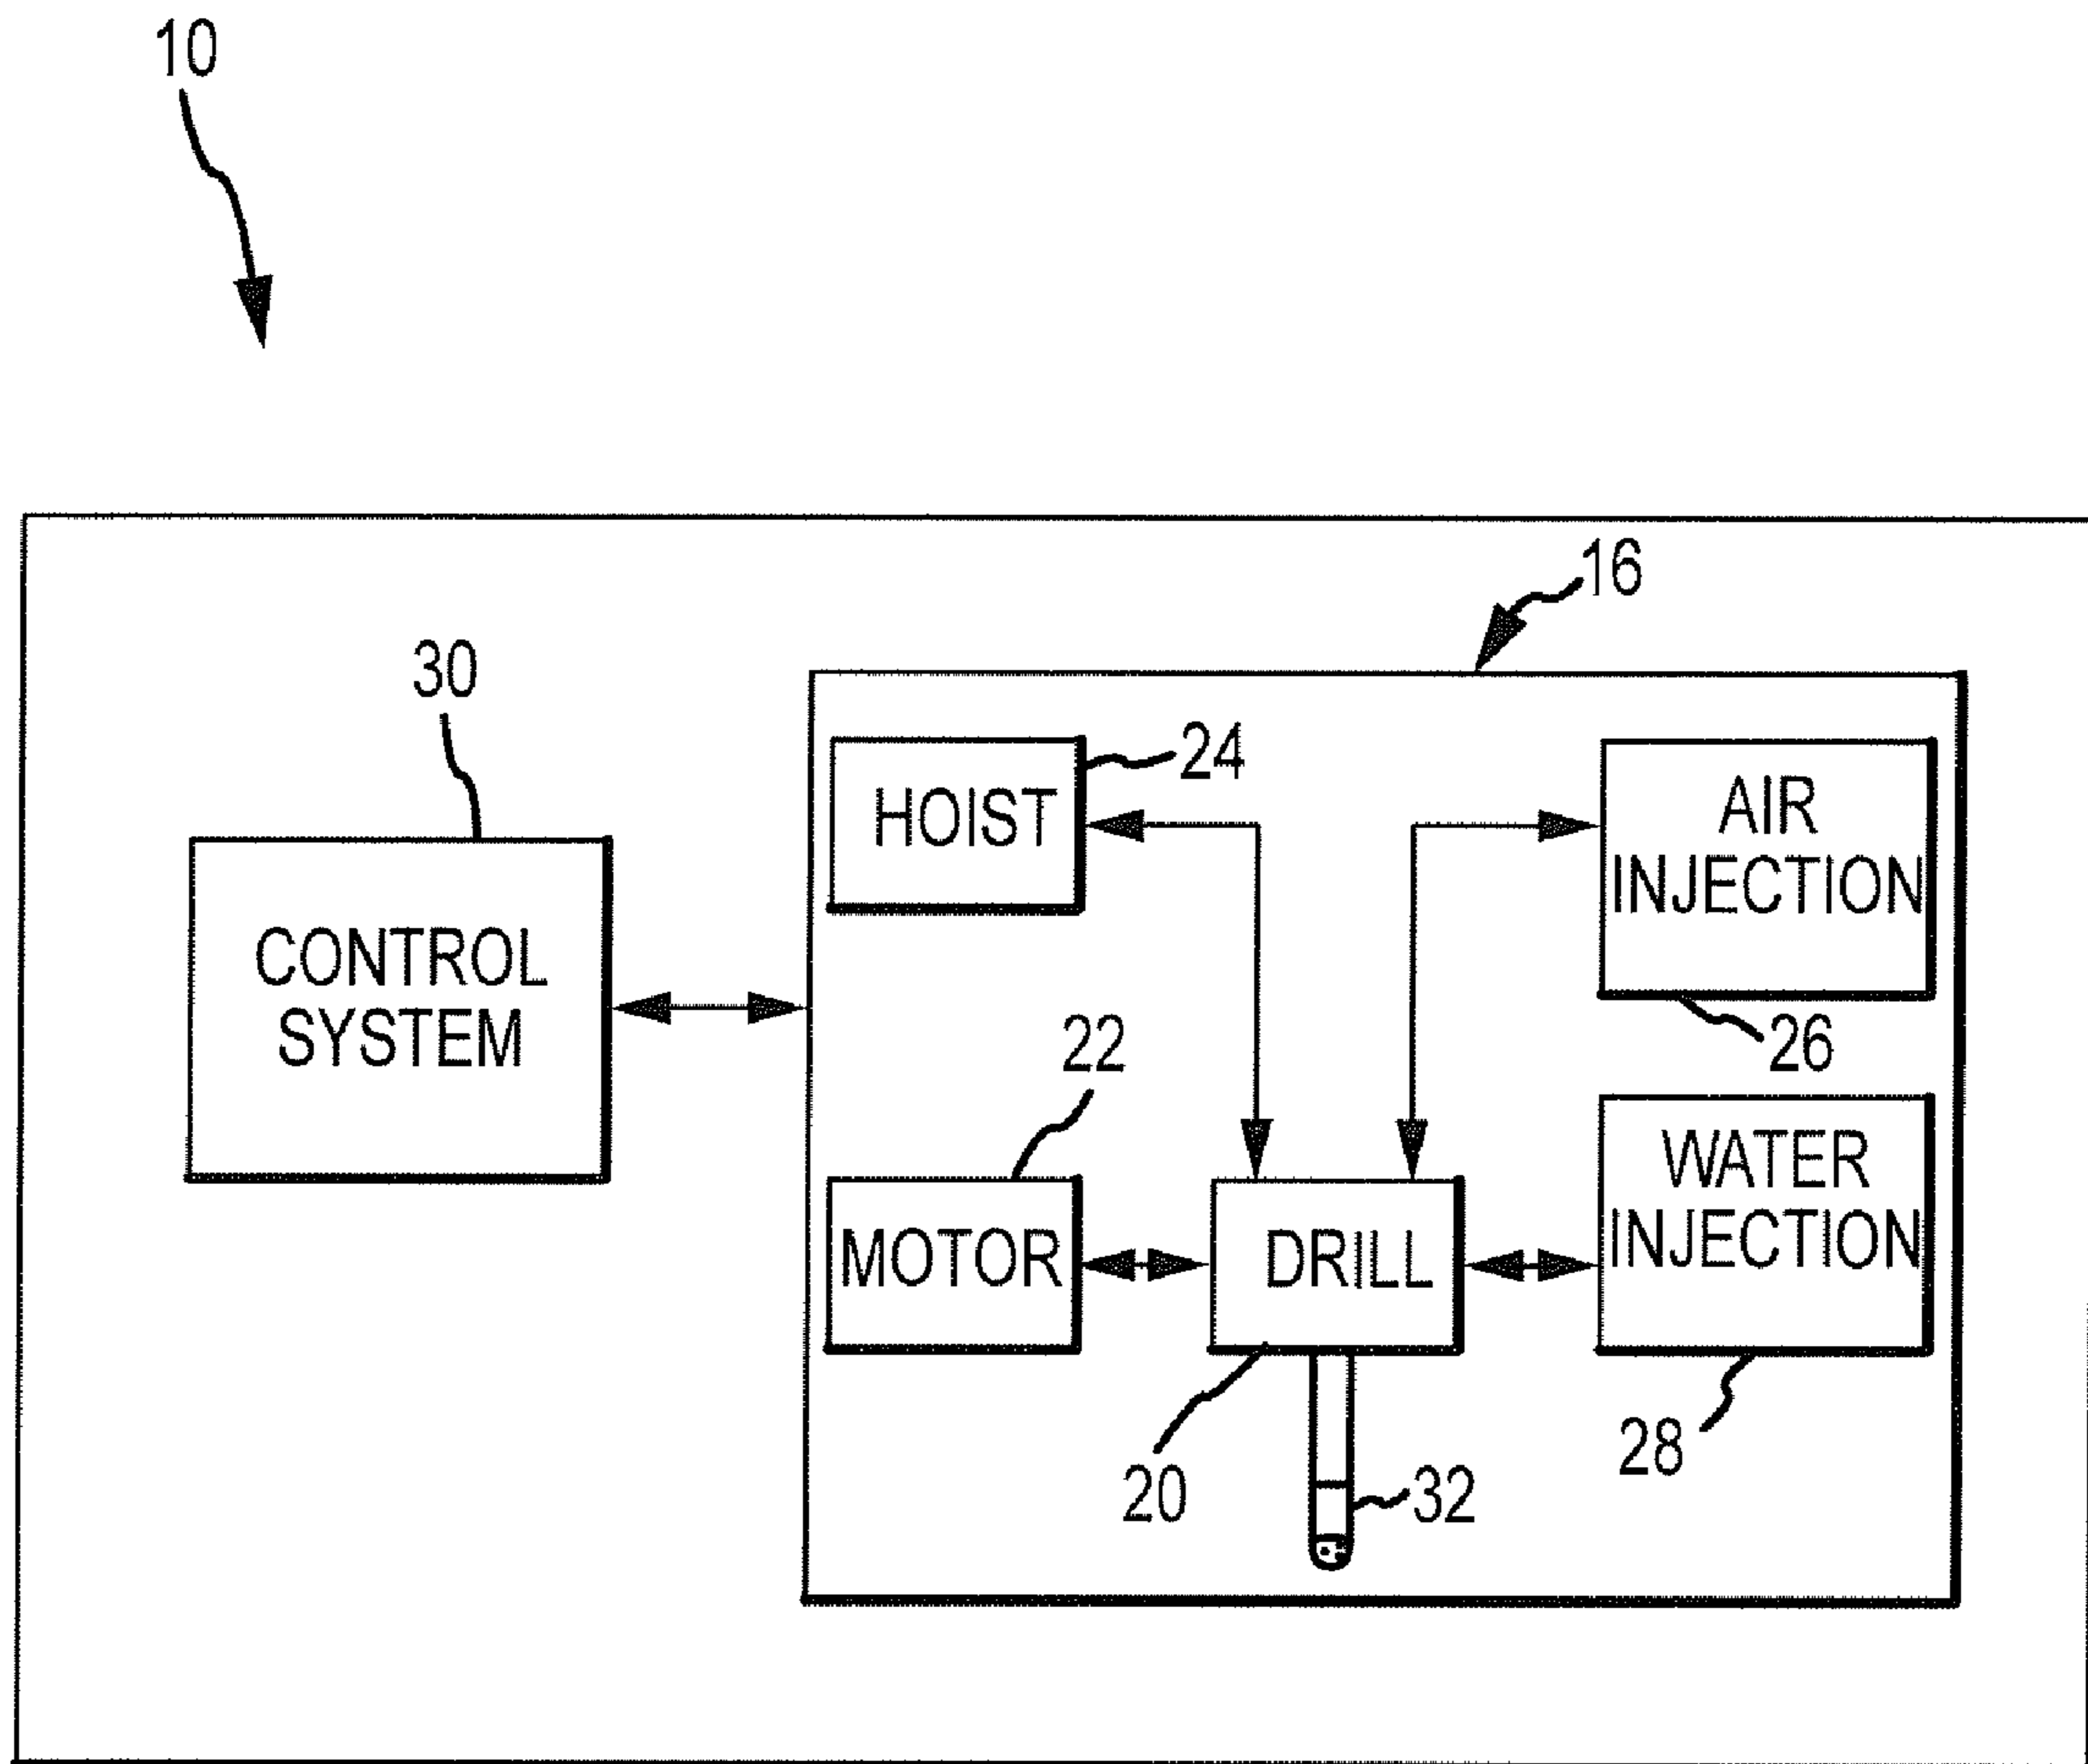 10
16
30
24
HOIST
AIR
INJECTION
CONTROL
SYSTEM
22
26
MOTOR
DRILL
WATER
INJECTION
20
32
28